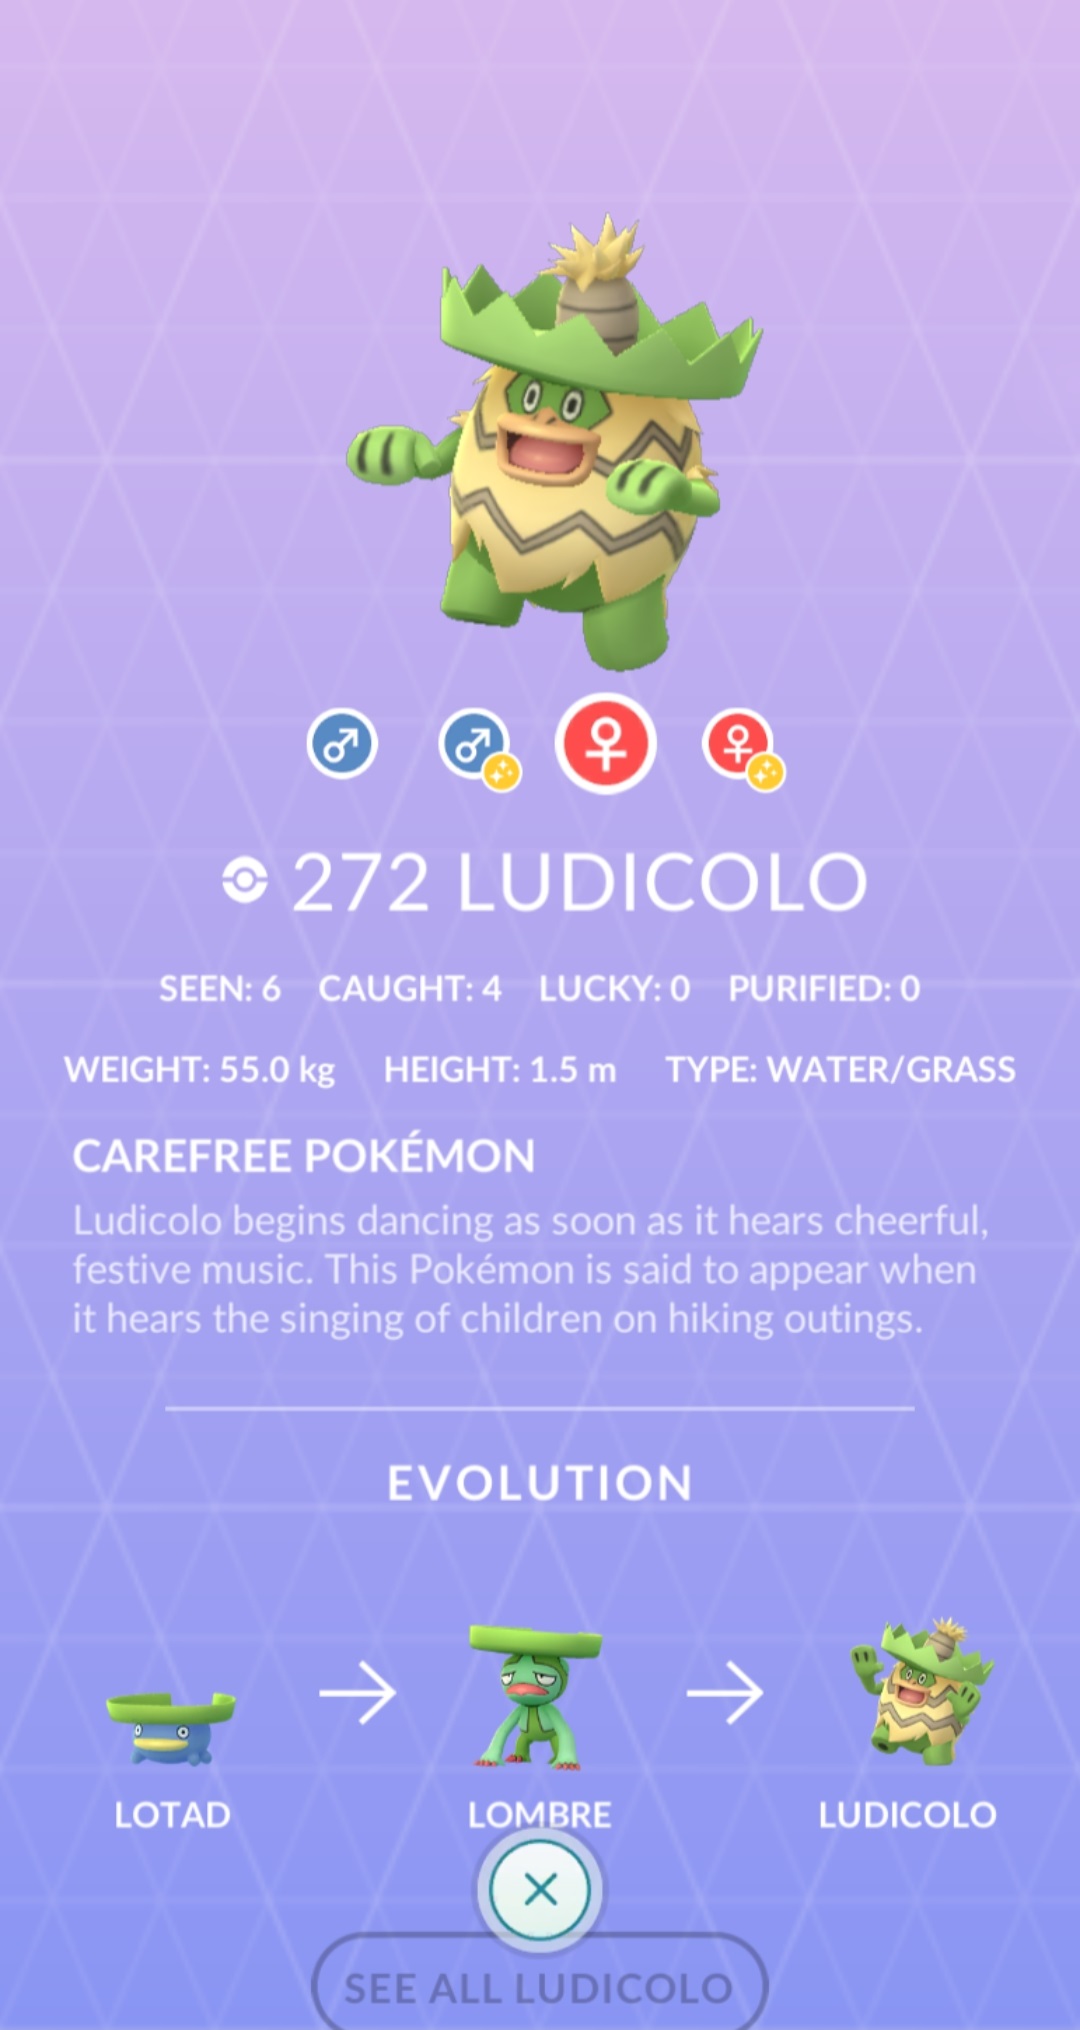 272 LUDICOLO
SEEN: 6 CAUGHT: 4 LUCKY: 0 PURIFIED: 0
WEIGHT: 55.0 kg HEIGHT: 1.5 m TYPE: WATER/GRASS
CAREFREE POKÉMON
Ludicolo begins dancing as soon as it hears cheerful,
festive music. This Pokémon is said to appear when
it hears the singing of children on hiking outings.
EVOLUTION
LOTAD LOMBRE LUDICOLO
SEE ALL LUDICOLO